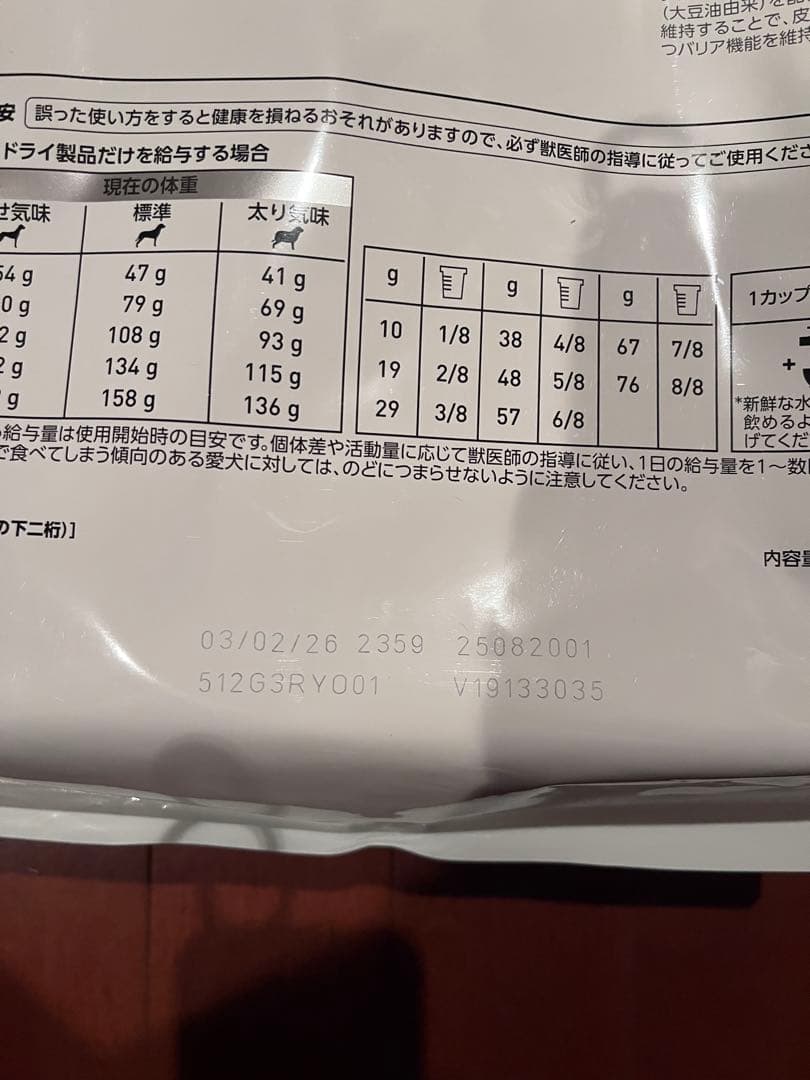 (大豆油由来)を
維持することで、皮
つバリア機能を維持
安 誤った使い方をすると健康を損ねるおそれがありますので、必ず獣医師の指導に従ってご使用くださ
ドライ製品だけを給与する場合
現在の体重
せ気味 標準 太り気味
54 g 47 g 41 g
0 g 79 g 69 g
2 g 108 g 93 g
2 g 134 g 115 g
g 158 g 136 g
g g g
10 1/8 38 4/8 67 7/8
19 2/8 48 5/8 76 8/8
29 3/8 57 6/8
1カップ
+
*新鮮な水
飲めるよ
げてくだ
給与量は使用開始時の目安です。個体差や活動量に応じて獣医師の指導に従い、1日の給与量を1〜数
で食べてしまう傾向のある愛犬に対しては、のどにつまらせないように注意してください。
の下二桁)]
内容量
03/02/26 2359 25082001
512G3RYO01 V19133035